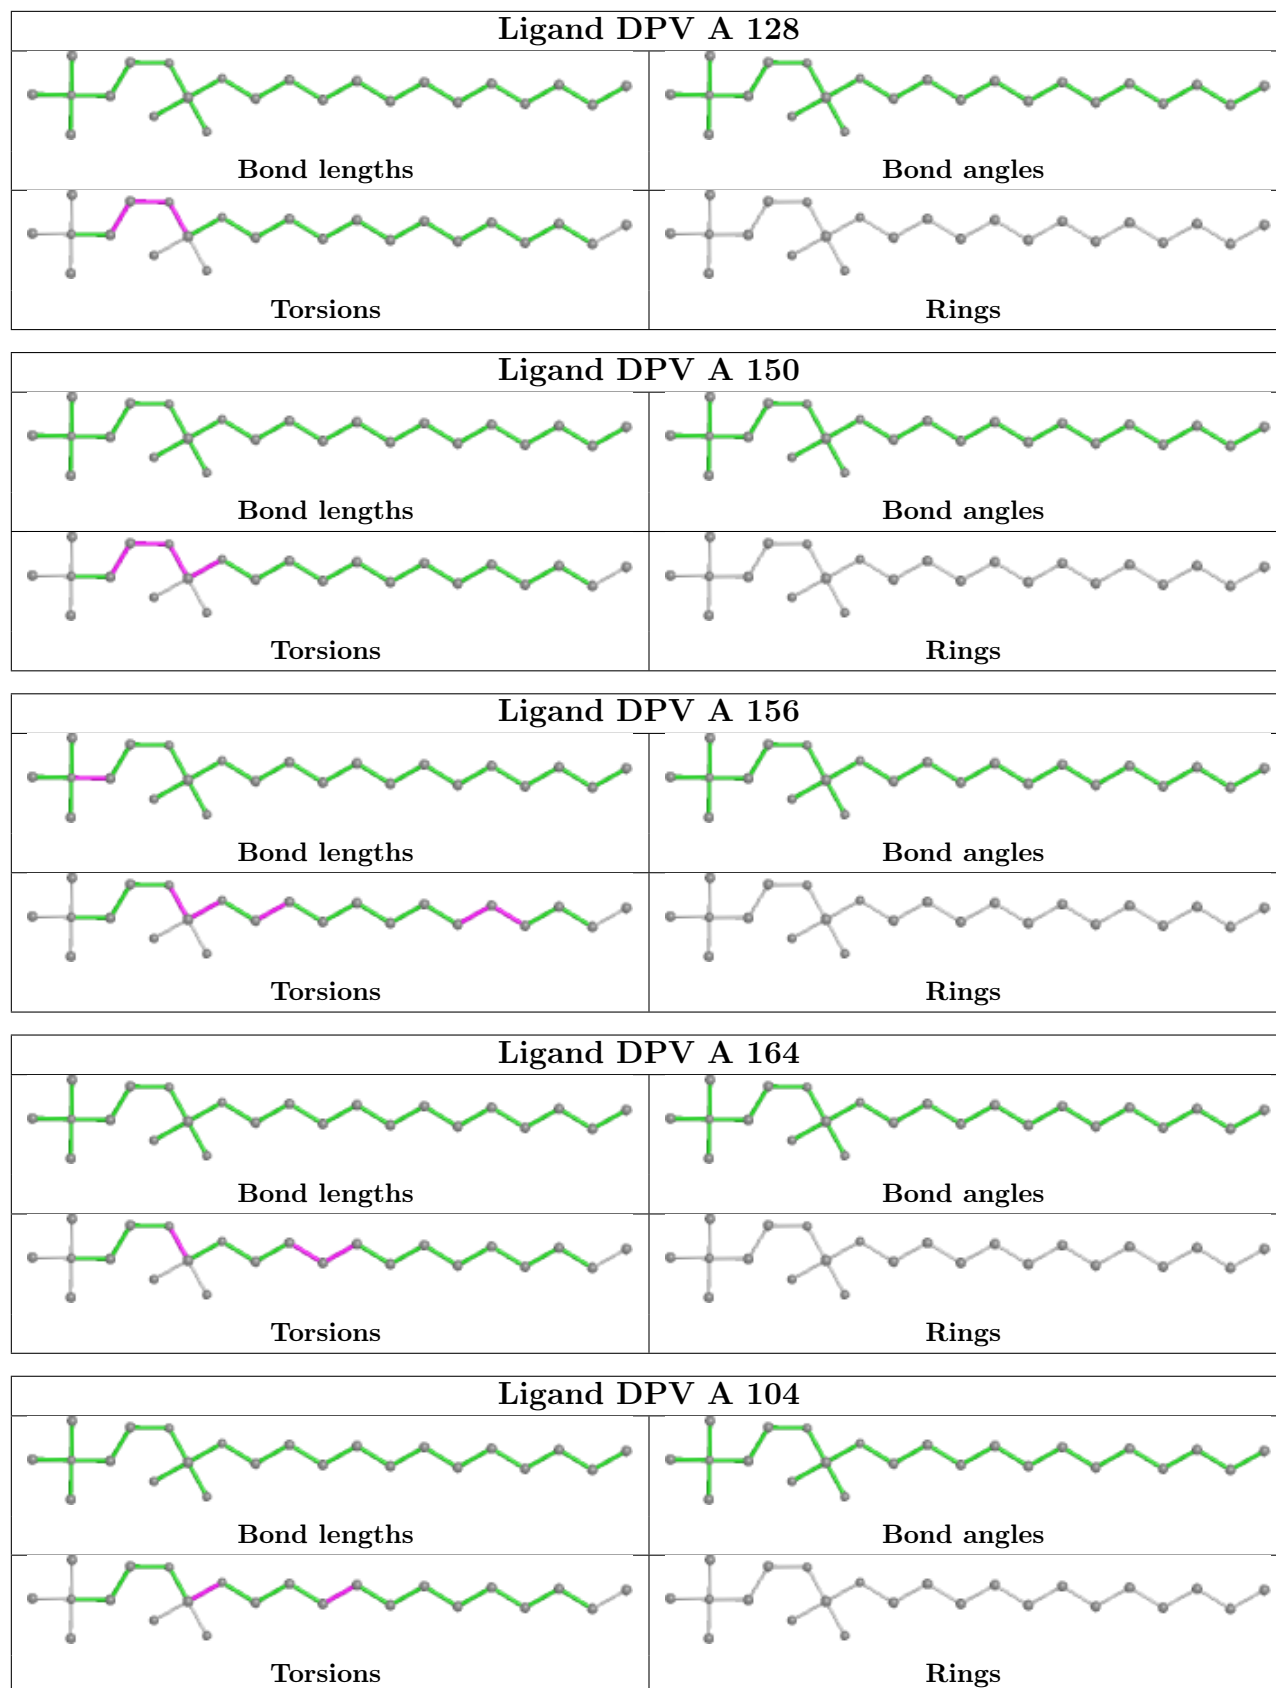 Ligand DPV A 128
Bond lengths
Bond angles
Torsions
Rings
Ligand DPV A 150
Bond lengths
Bond angles
Torsions
Rings
Ligand DPV A 156
Bond lengths
Bond angles
Torsions
Rings
Ligand DPV A 164
Bond lengths
Bond angles
Torsions
Rings
Ligand DPV A 104
Bond lengths
Bond angles
Torsions
Rings